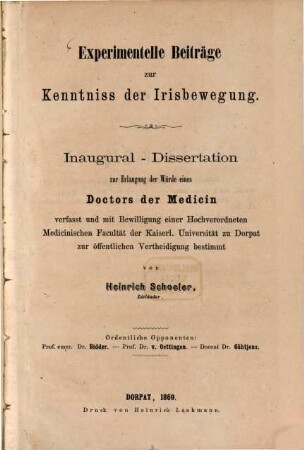 Experimentelle Beiträge
zur
Kenntniss der Irisbewegung.
Inaugural - Dissertation
zur Erlangung der Würde eines
Doctors der Medicin
verfasst und mit Bewilligung einer Hochverordneten
Medicinischen Facultät der Kaiserl. Universität zu Dorpat
zur öffentlichen Vertheidigung bestimmt
von
Heinrich Schoeler,
Livländer.
Ordentliche Opponenten:
Prof. emer. Dr. Bidder. — Prof. Dr. v. Oettingen. — Docent Dr. Gähtjens.
DORPAT, 1869.
Druck von Heinrich Laakmann.